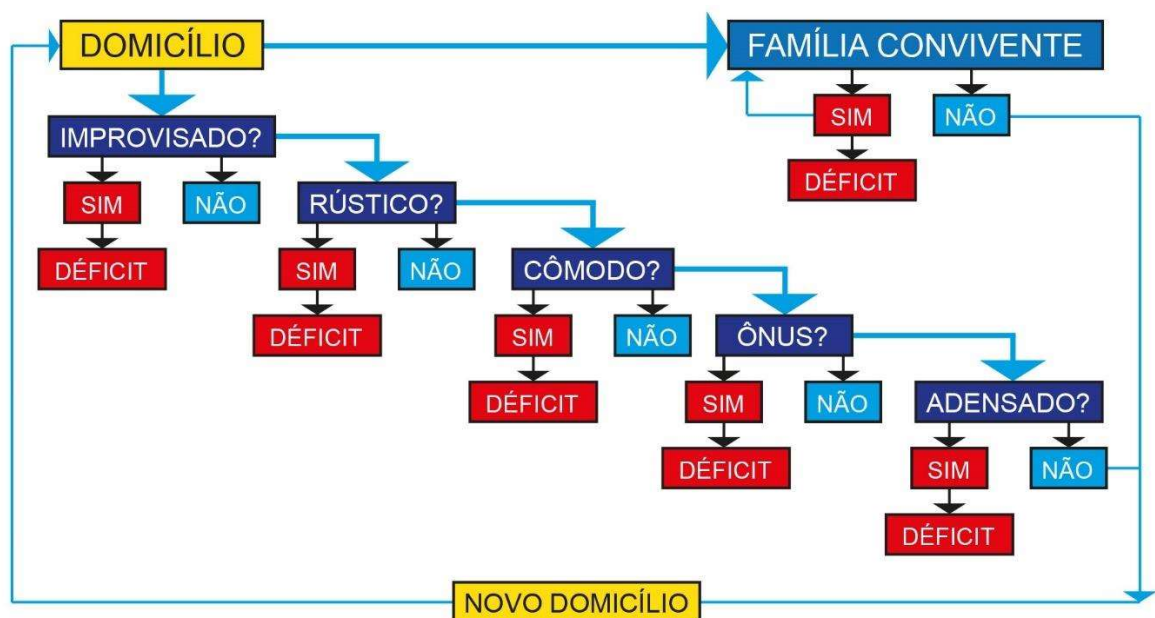 DOMICÍLIO
FAMÍLIA CONVIVENTE
SIM
NÃO
DÉFICIT
IMPROVISADO?
SIM
NÃO
DÉFICIT
RÚSTICO?
SIM
NÃO
DÉFICIT
CÔMODO?
SIM
NÃO
DÉFICIT
ÔNUS?
SIM
NÃO
DÉFICIT
ADENSADO?
SIM
NÃO
DÉFICIT
NOVO DOMICÍLIO